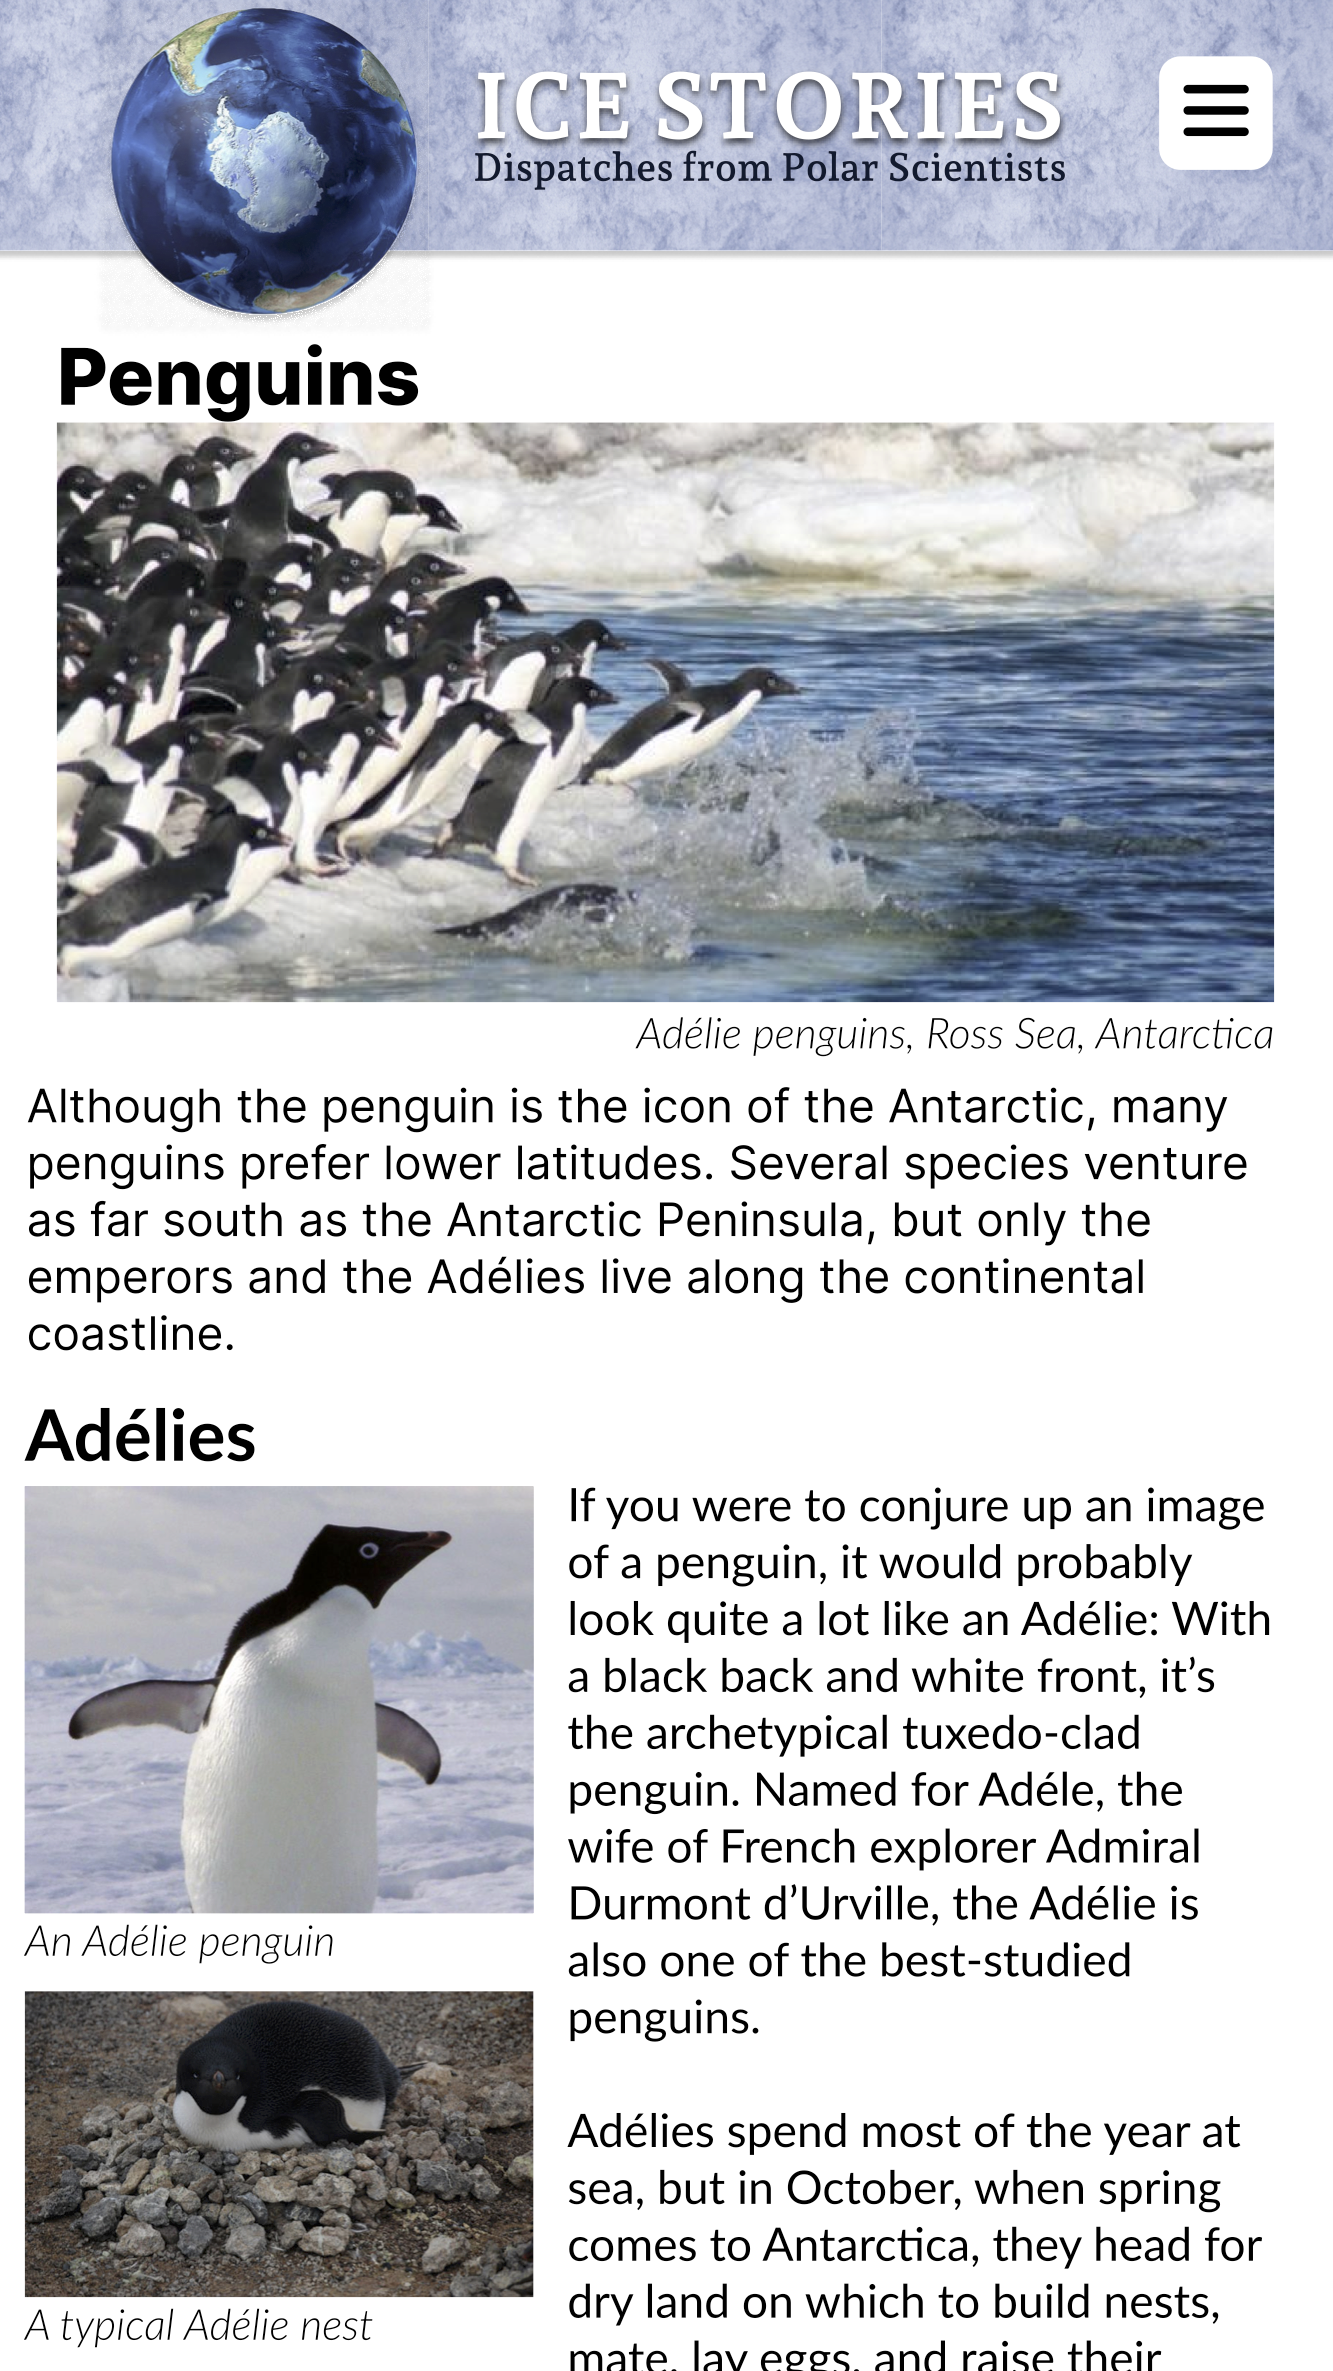 ICE STORIES
Dispatches from Polar Scientists
Penguins
Adélie penguins, Ross Sea, Antarctica
Although the penguin is the icon of the Antarctic, many
penguins prefer lower latitudes. Several species venture
as far south as the Antarctic Peninsula, but only the
emperors and the Adélies live along the continental
coastline.
Adélies
An Adélie penguin
A typical Adélie nest
If you were to conjure up an image
of a penguin, it would probably
look quite a lot like an Adélie: With
a black back and white front, it’s
the archetypical tuxedo-clad
penguin. Named for Adéle, the
wife of French explorer Admiral
Durmont d’Urville, the Adélie is
also one of the best-studied
penguins.
Adélies spend most of the year at
sea, but in October, when spring
comes to Antarctica, they head for
dry land on which to build nests,
mate, lay eggs, and raise their